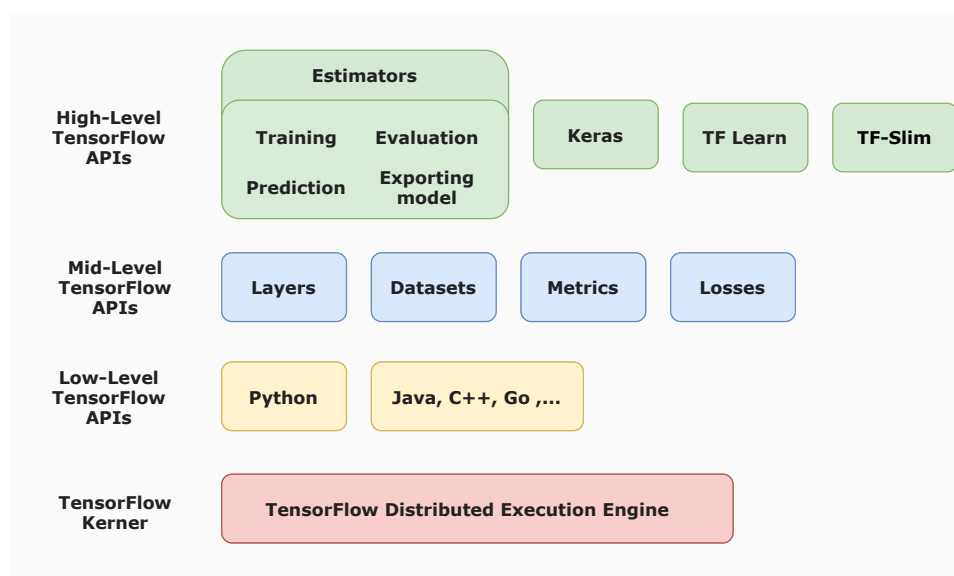 High-Level
TensorFlow
APIs
Estimators
Training
Evaluation
Prediction
Exporting
model
Keras
TF Learn
TF-Slim
Mid-Level
TensorFlow
APIs
Layers
Datasets
Metrics
Losses
Low-Level
TensorFlow
APIs
Python
Java, C++, Go ,...
TensorFlow
Kerner
TensorFlow Distributed Execution Engine